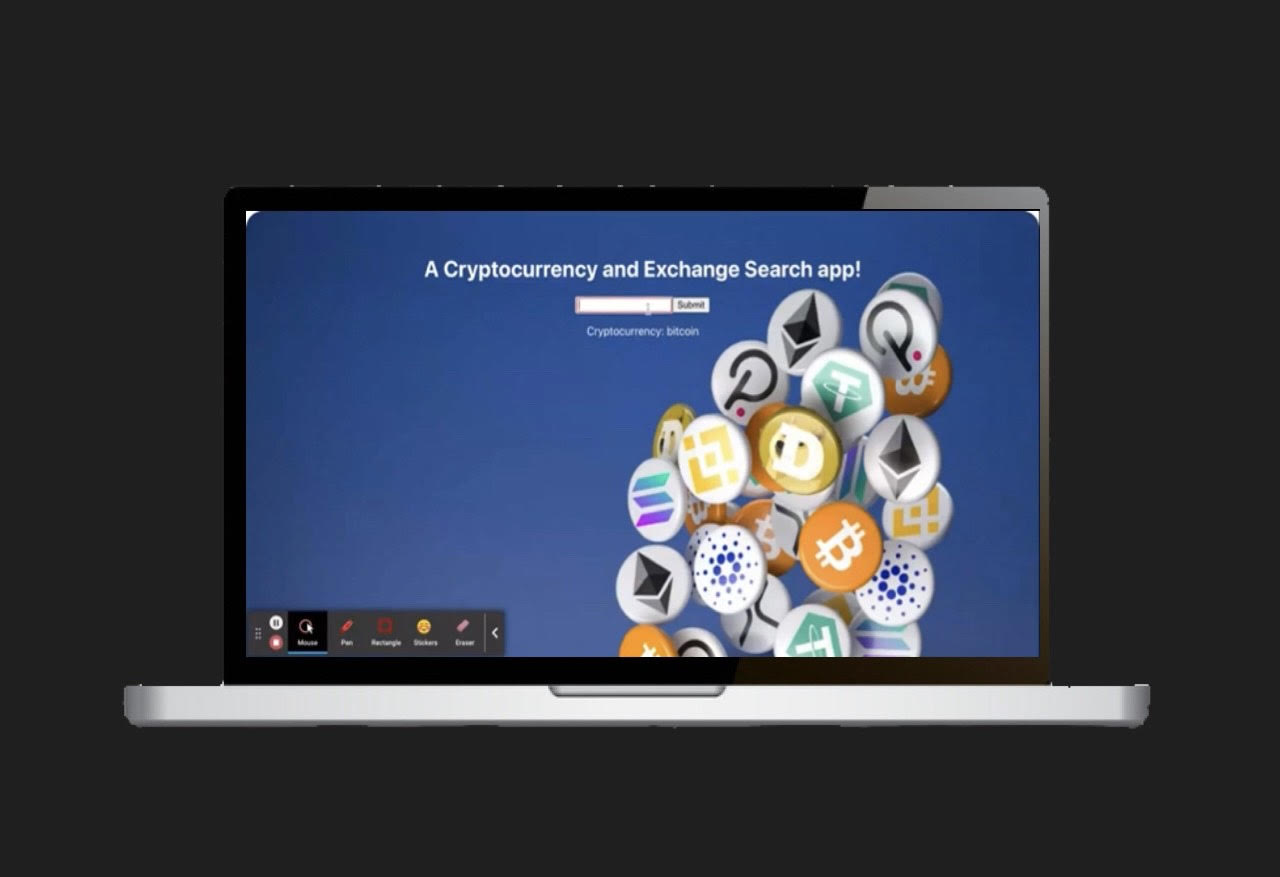 A Cryptocurrency and Exchange Search app!
Submit
Cryptocurrency: bitcoin
Mouse
Pen
Rectangle
Stickers
Eraser